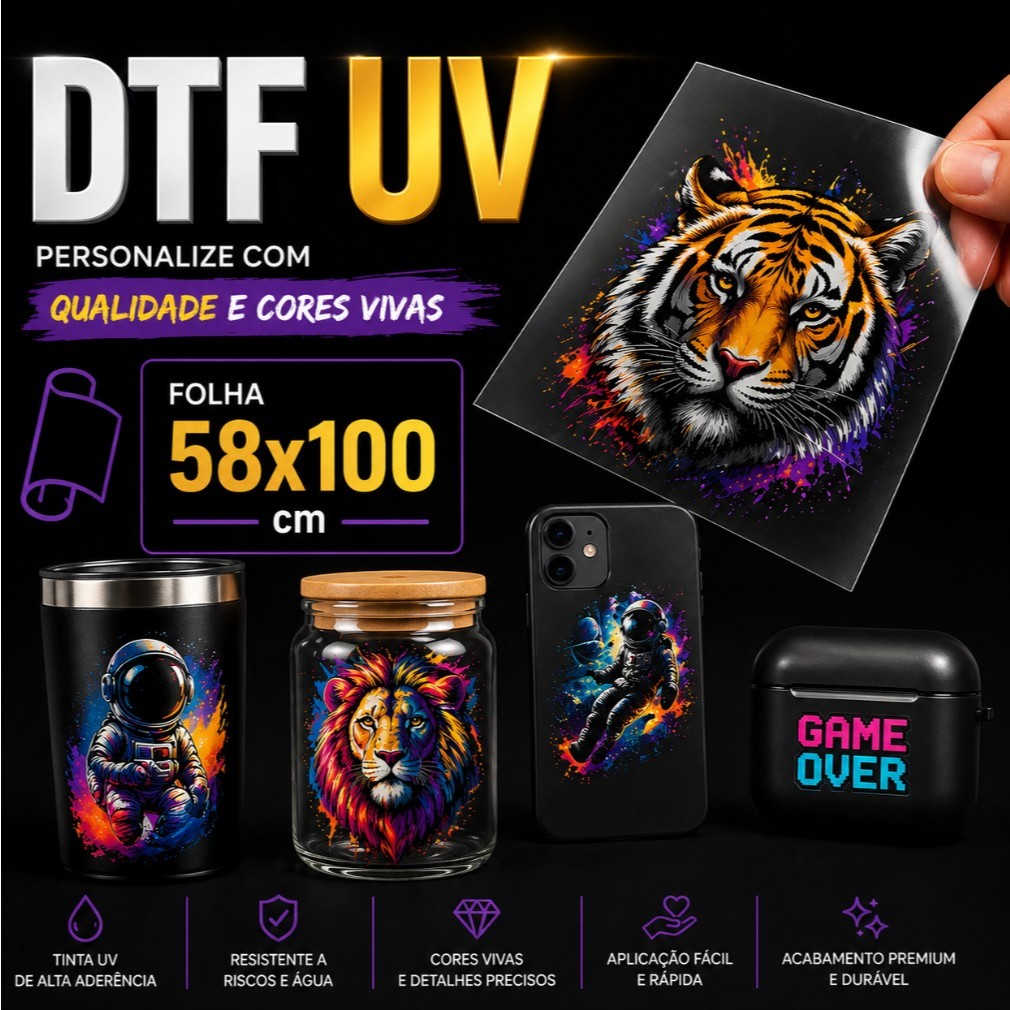 DTF UV
PERSONALIZE COM
QUALIDADE E CORES VIVAS
FOLHA
58x100
cm
GAME
OVER
TINTA UV
DE ALTA ADERÊNCIA
RESISTENTE A
RISCOS E ÁGUA
CORES VIVAS
E DETALHES PRECISOS
APLICAÇÃO FÁCIL
E RÁPIDA
ACABAMENTO PREMIUM
E DURÁVEL